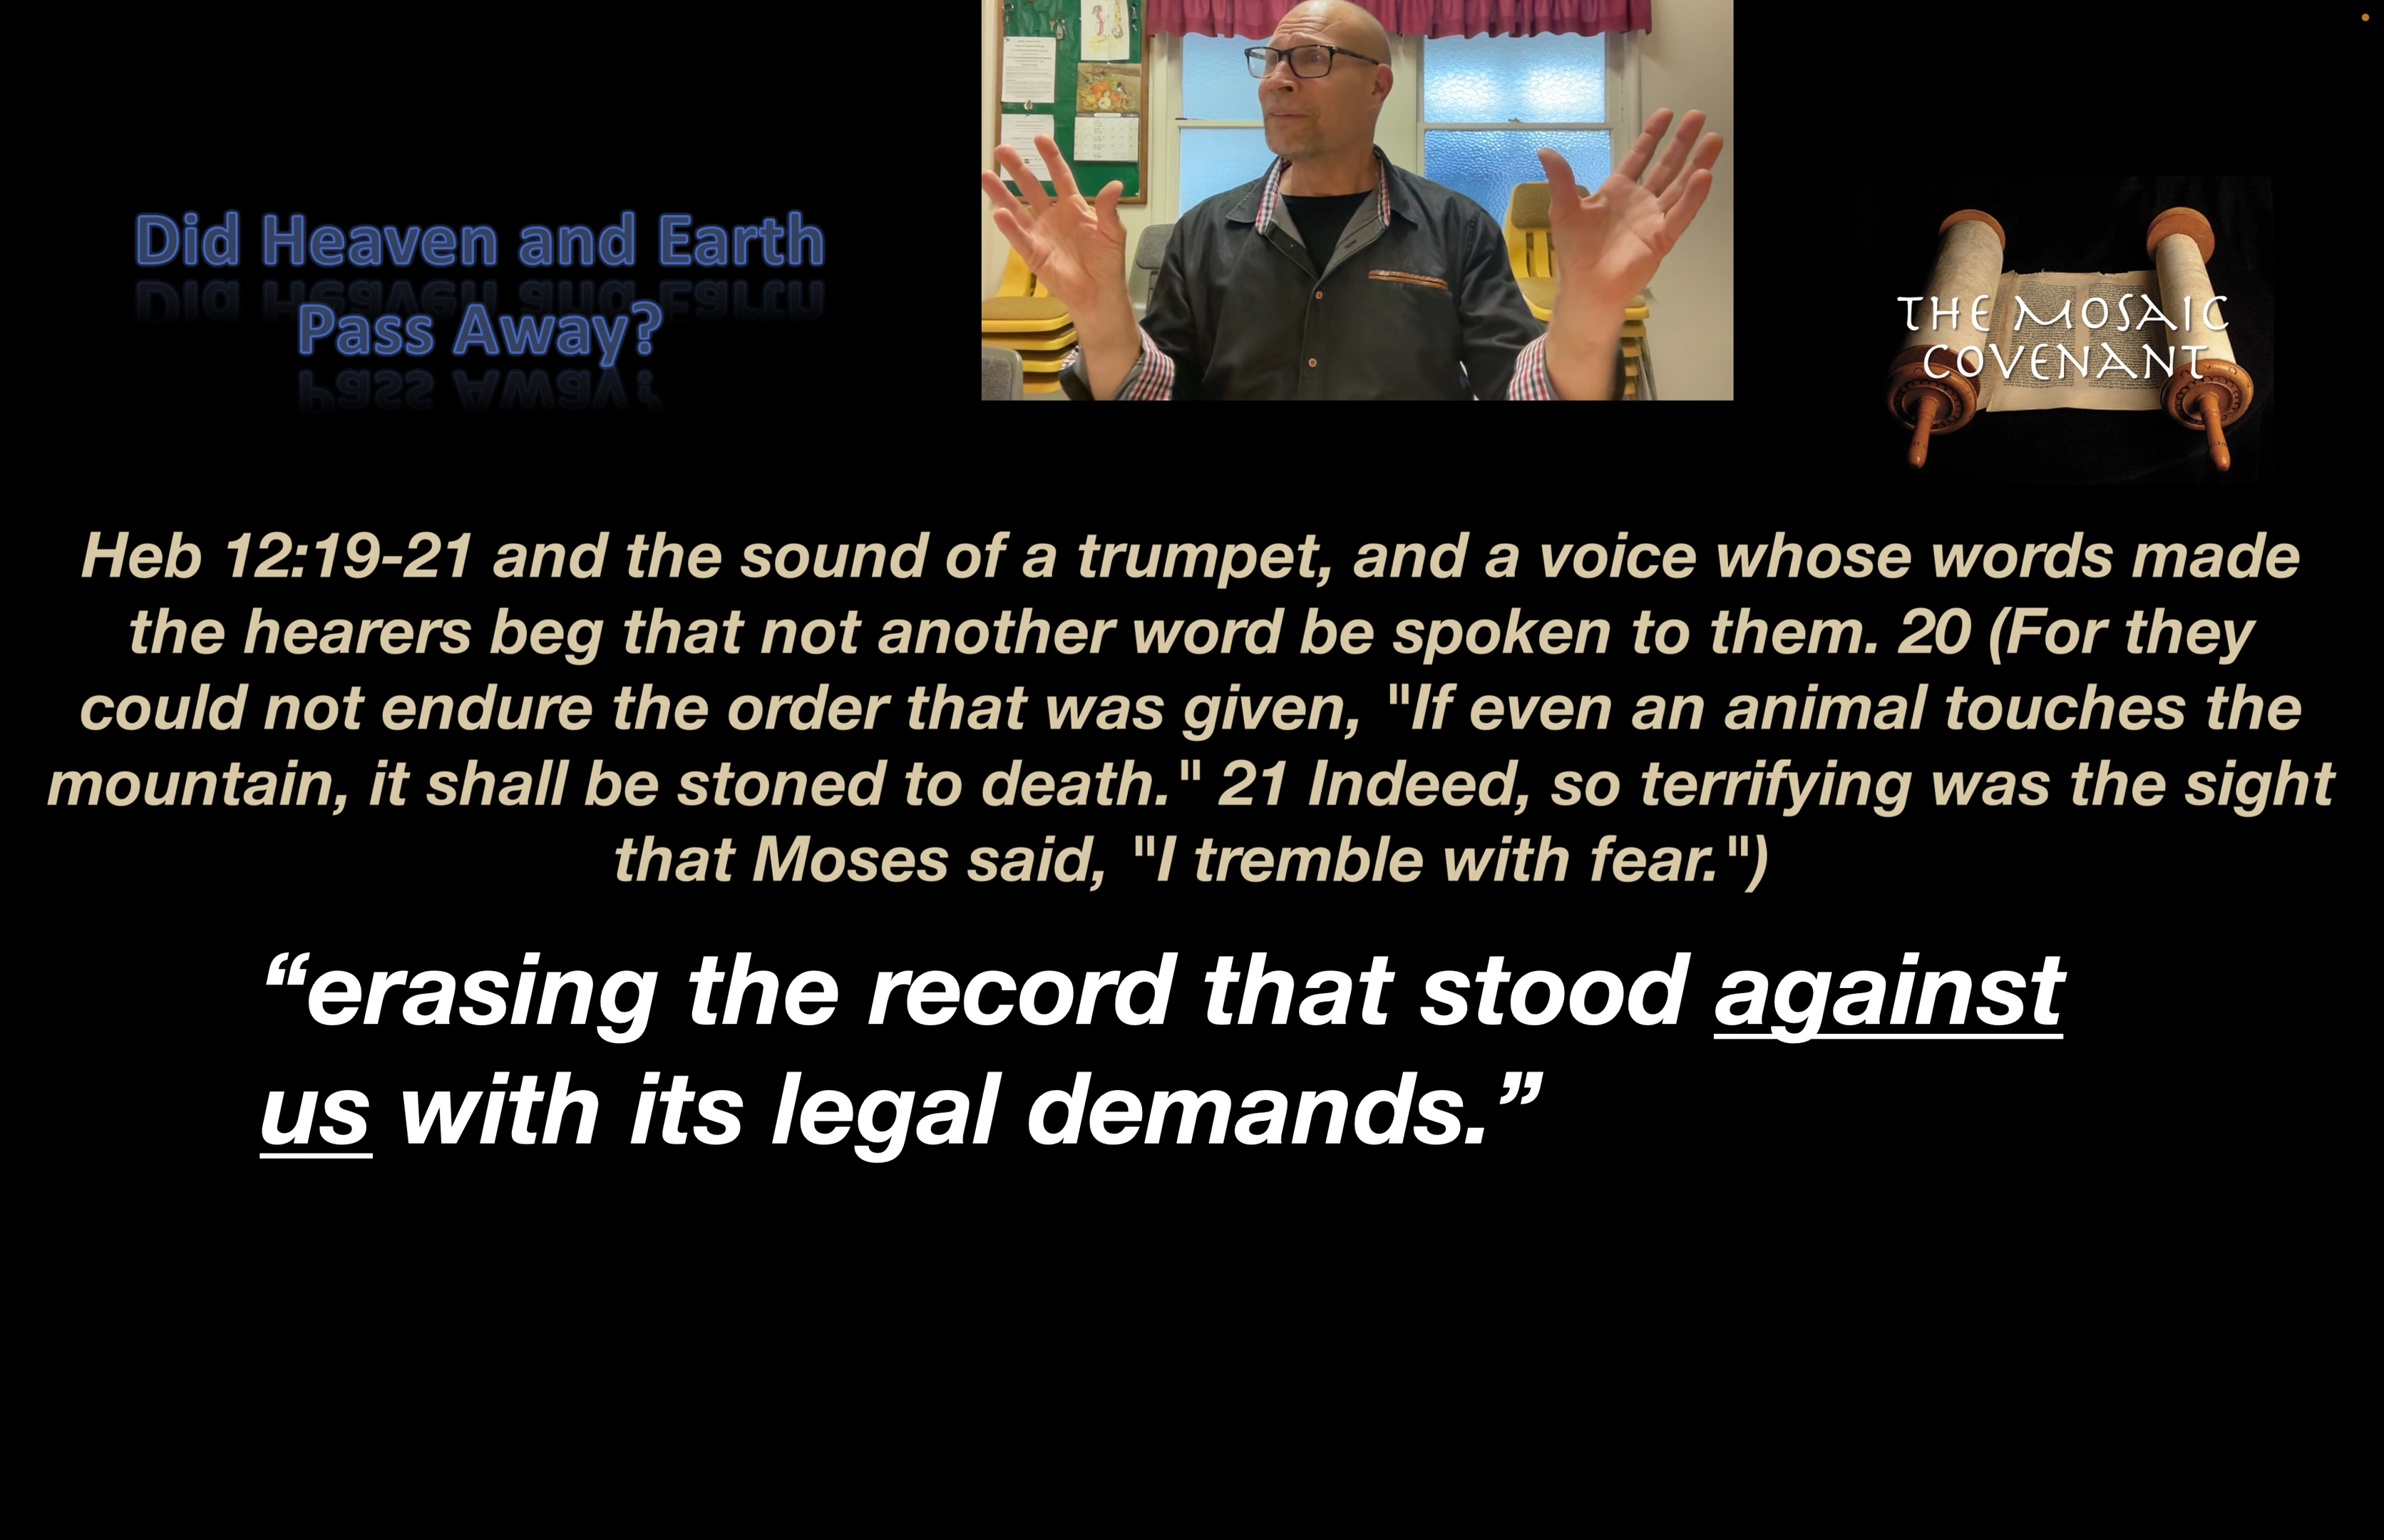 Did Heaven and Earth
Pass Away?
THE MOSAIC
COVENANT
Heb 12:19-21 and the sound of a trumpet, and a voice whose words made
the hearers beg that not another word be spoken to them. 20 (For they
could not endure the order that was given, "If even an animal touches the
mountain, it shall be stoned to death." 21 Indeed, so terrifying was the sight
that Moses said, "I tremble with fear.")
“erasing the record that stood against
us with its legal demands.”